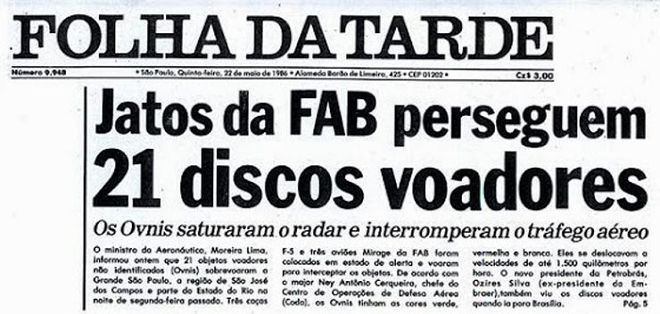 FOLHA DA TARDE
Número 9.948 • São Paulo, Quinta-feira, 22 de maio de 1986 • Alameda Barão de Limeira, 425 • CEP 01202 • Cz$ 3,00
Jatos da FAB perseguem
21 discos voadores
Os Ovnis saturaram o radar e interromperam o tráfego aéreo
O ministro da Aeronáutica, Moreira Lima,
informou ontem que 21 objetos voadores
não identificados (Ovnis) sobrevoaram a
Grande São Paulo, a região de São José
dos Campos e parte do Estado do Rio na
noite de segunda-feira passada. Três caças
F-5 e três aviões Mirage da FAB foram
colocados em estado de alerta e voaram
para interceptar os objetos. De acordo com
o major Ney Antônio Cerqueira, chefe do
Centro de Operações de Defesa Aérea
(Coda), os Ovnis tinham as cores verde,
vermelha e branca. Eles se deslocavam a
velocidades de até 1.500 quilômetros por
hora. O novo presidente da Petrobrás,
Ozires Silva (ex-presidente da Em-
braer),também viu os discos voadores
quando ia para Brasília. Pág. 5